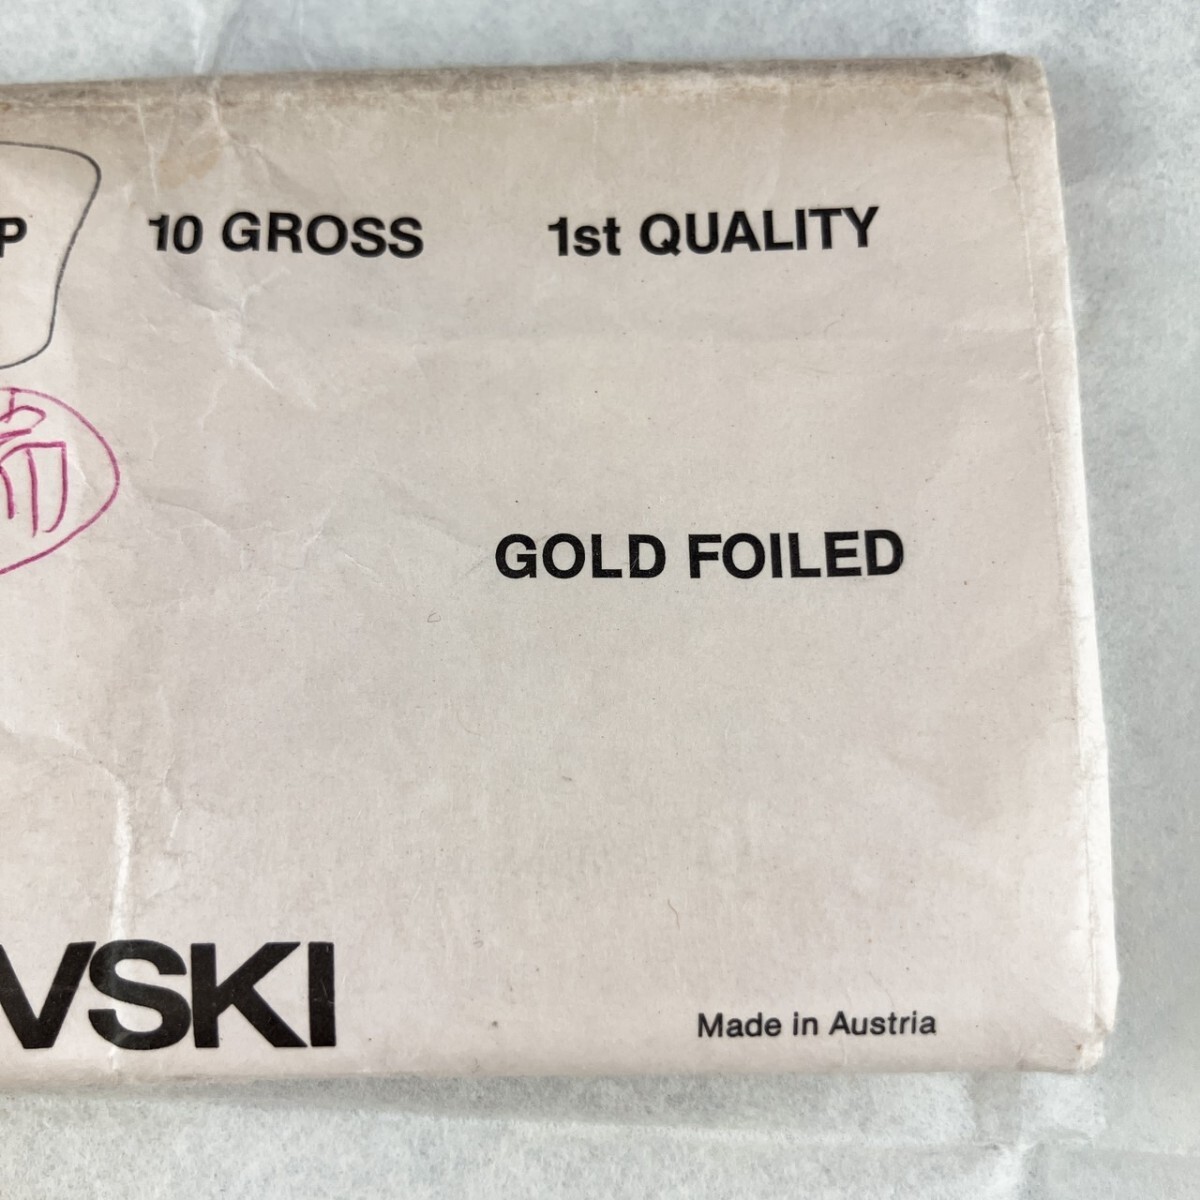 P 10 GROSS 1st QUALITY
GOLD FOILED
VSKI
Made in Austria